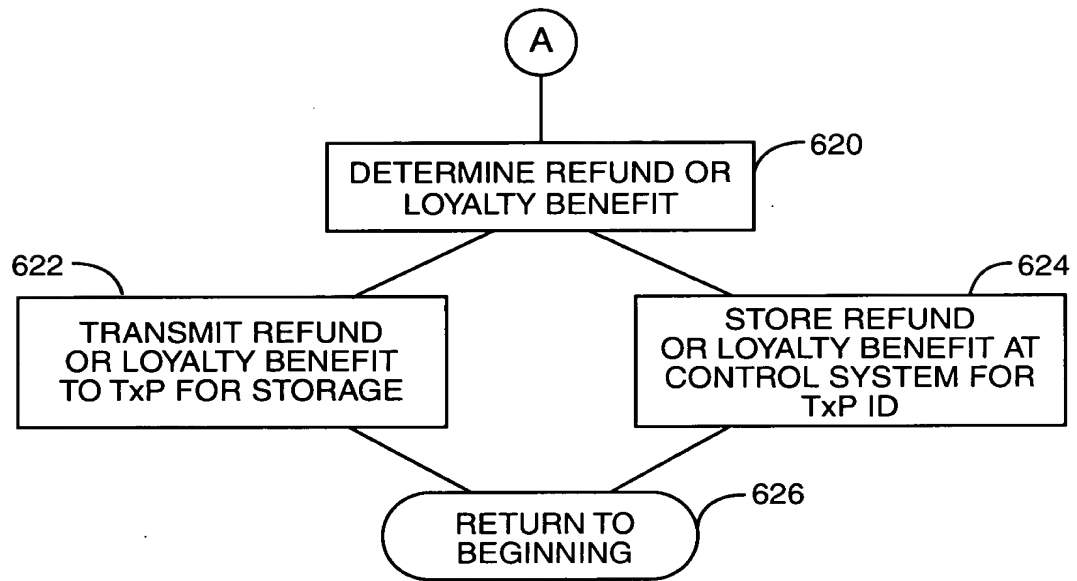 A
620
DETERMINE REFUND OR
LOYALTY BENEFIT
622
624
TRANSMIT REFUND
OR LOYALTY BENEFIT
TO TxP FOR STORAGE
STORE REFUND
OR LOYALTY BENEFIT AT
CONTROL SYSTEM FOR
TxP ID
626
RETURN TO
BEGINNING